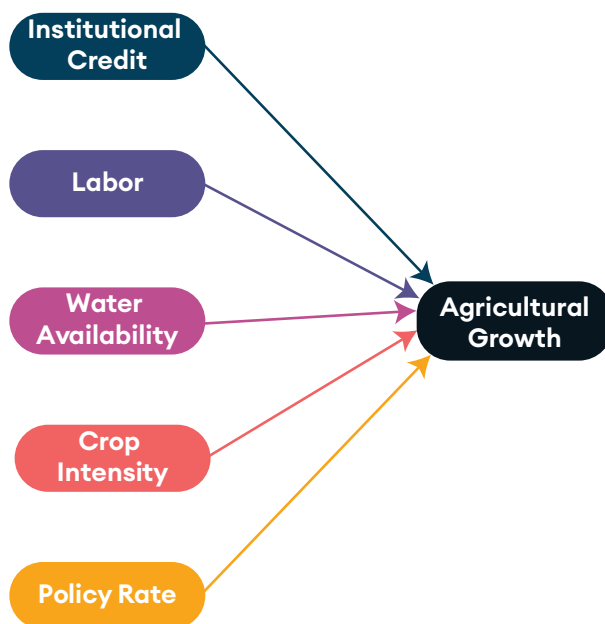 Institutional
Credit
Labor
Water
Availability
Agricultural
Growth
Crop
Intensity
Policy Rate